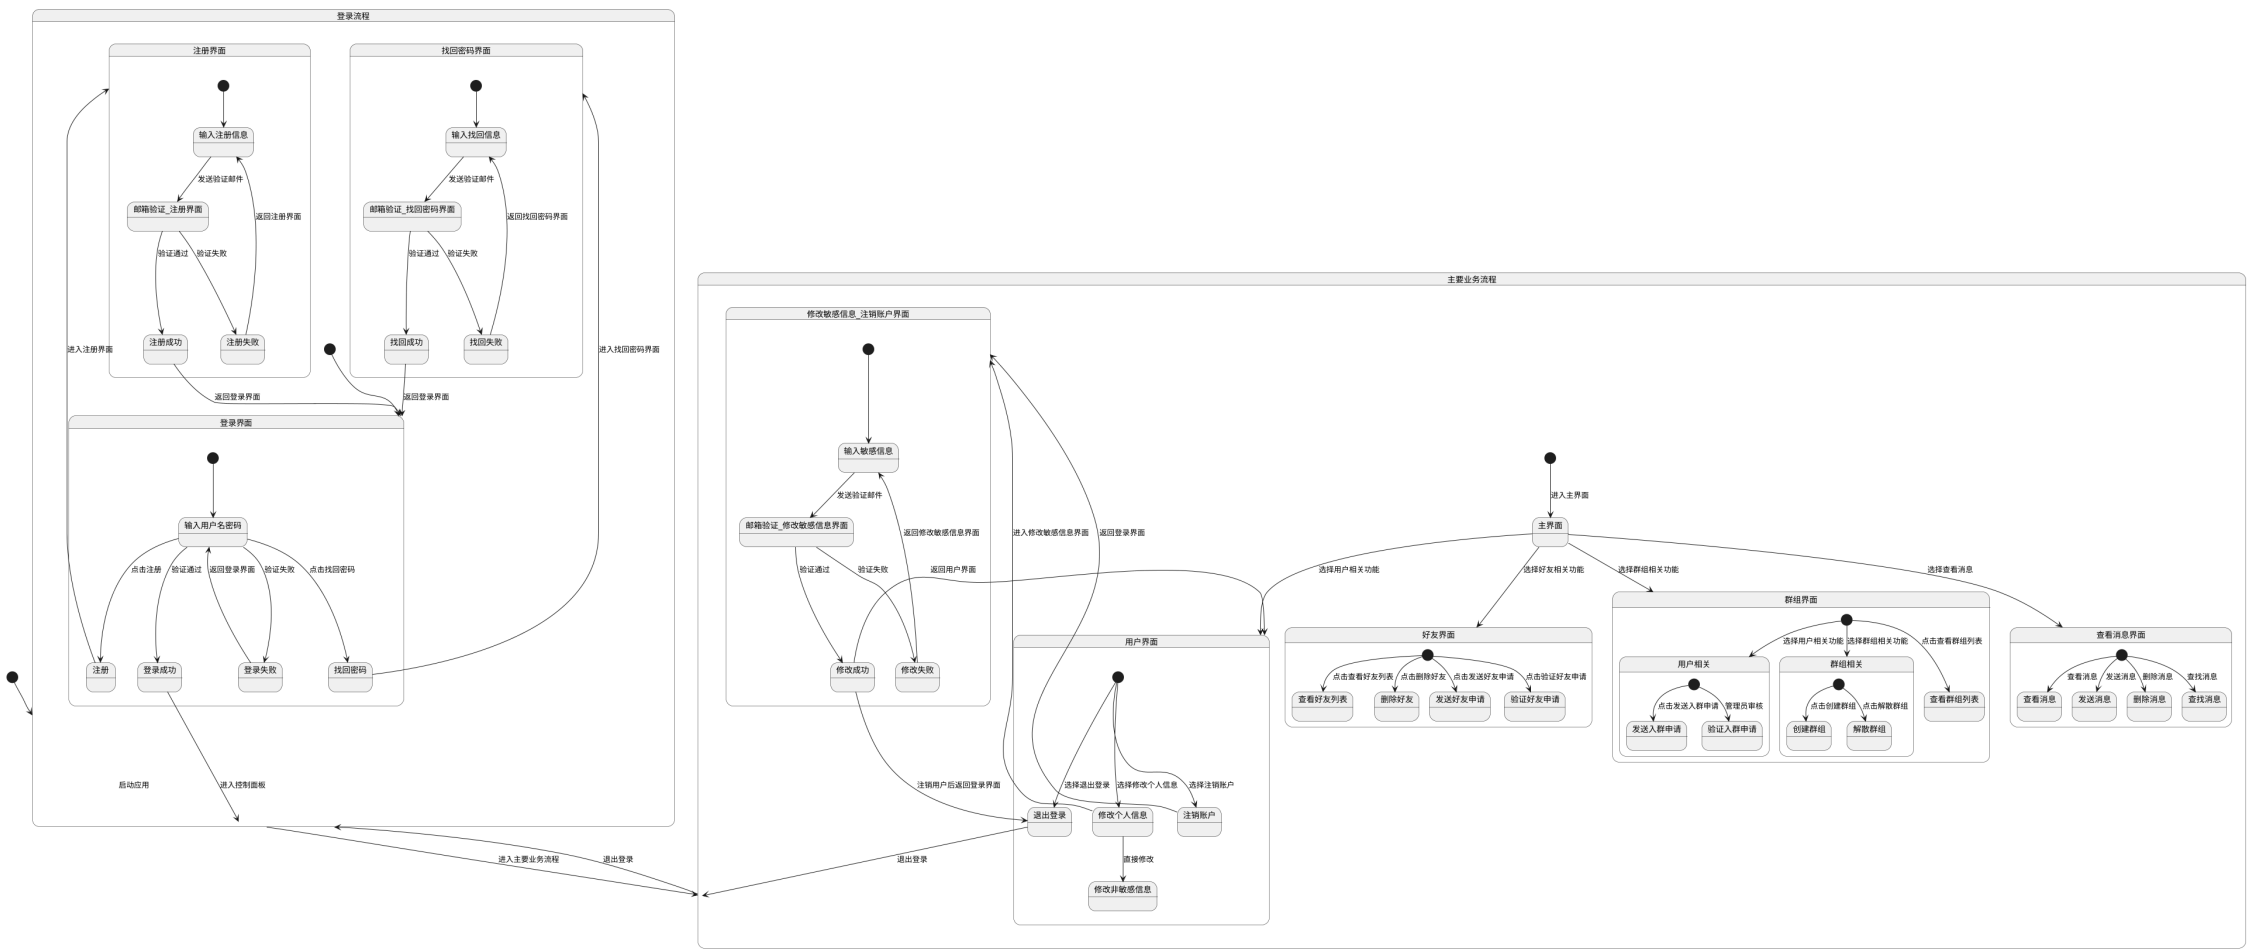 登录流程
注册界面
找回密码界面
输入注册信息
输入找回信息
发送验证邮件
发送验证邮件
邮箱验证_注册界面
邮箱验证_找回密码界面
返回注册界面
返回找回密码界面
验证通过
验证失败
验证通过
验证失败
注册成功
注册失败
找回成功
找回失败
进入注册界面
进入找回密码界面
返回登录界面
返回登录界面
登录界面
输入用户名密码
点击注册
验证通过
返回登录界面
验证失败
点击找回密码
注册
登录成功
登录失败
找回密码
启动应用
进入控制面板
进入主要业务流程
退出登录
主要业务流程
修改敏感信息_注销账户界面
输入敏感信息
发送验证邮件
邮箱验证_修改敏感信息界面
返回修改敏感信息界面
进入修改敏感信息界面
返回登录界面
验证通过
验证失败
返回用户界面
修改成功
修改失败
注销用户后返回登录界面
退出登录
进入主界面
主界面
选择用户相关功能
选择好友相关功能
选择群组相关功能
选择查看消息
用户界面
选择退出登录
选择修改个人信息
选择注销账户
退出登录
修改个人信息
注销账户
直接修改
修改非敏感信息
好友界面
点击查看好友列表
点击删除好友
点击发送好友申请
点击验证好友申请
查看好友列表
删除好友
发送好友申请
验证好友申请
群组界面
选择用户相关功能
选择群组相关功能
点击查看群组列表
用户相关
群组相关
查看群组列表
点击发送入群申请
管理员审核
点击创建群组
点击解散群组
发送入群申请
验证入群申请
创建群组
解散群组
查看消息界面
查看消息
发送消息
删除消息
查找消息
查看消息
发送消息
删除消息
查找消息